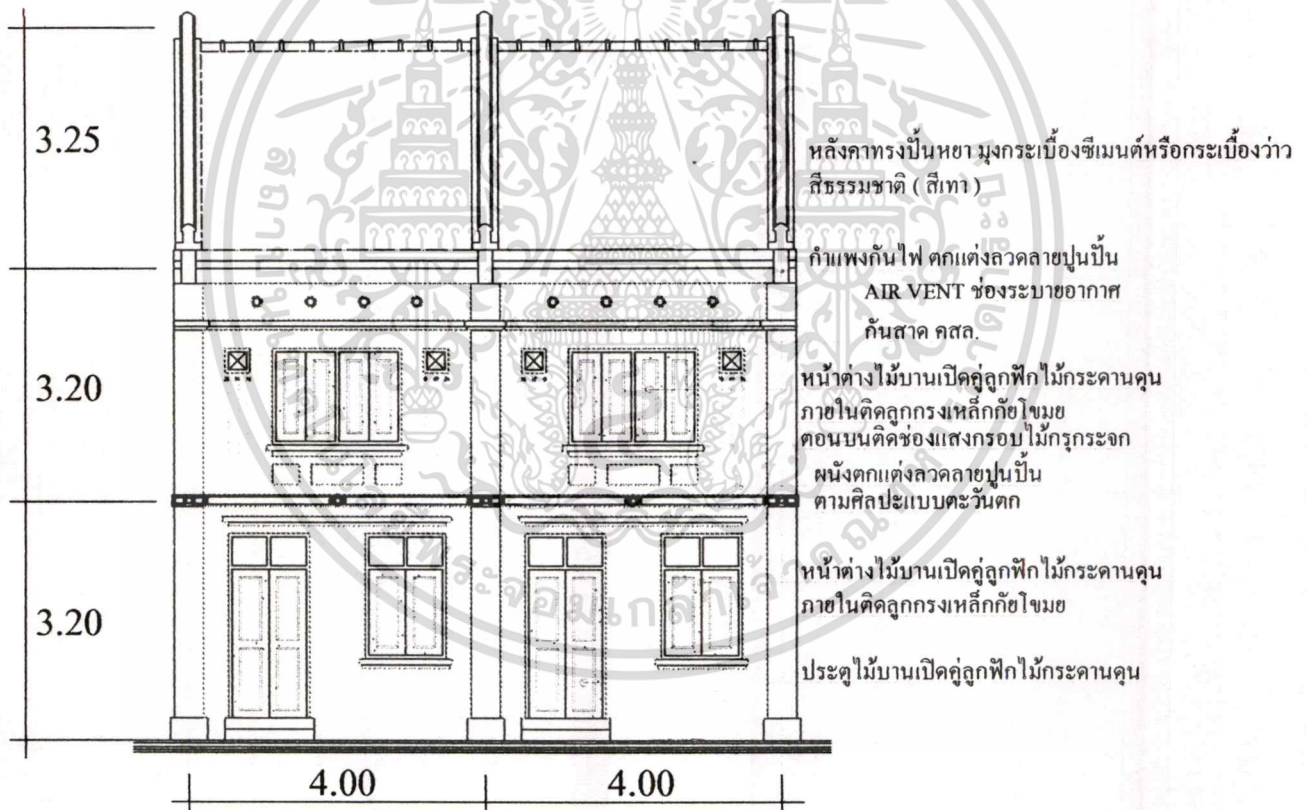 3.25
หลังคาทรงปั้นหยา มุงกระเบื้องซีเมนต์หรือกระเบื้องว่าว
สีธรรมชาติ ( สีเทา )
กำแพงกันไฟ ตกแต่งลวดลายปูนปั้น
AIR VENT ช่องระบายอากาศ
กันสาด คสล.
3.20
หน้าต่างไม้บานเปิดคู่ลูกฟักไม้กระดานดุน
ภายในติดลูกกรงเหล็กกัยโขมย
ตอนบนติดช่องแสงกรอบไม้กรุกระจก
ผนังตกแต่งลวดลายปูนปั้น
ตามศิลปะแบบตะวันตก
3.20
หน้าต่างไม้บานเปิดคู่ลูกฟักไม้กระดานดุน
ภายในติดลูกกรงเหล็กกัยโขมย
ประตูไม้บานเปิดคู่ลูกฟักไม้กระดานดุน
4.00 4.00